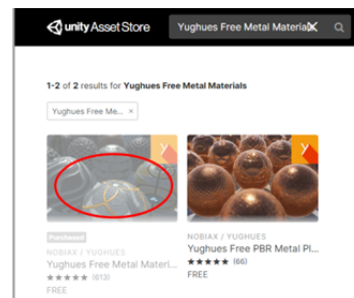 unity Asset Store
Yughues Free Metal Materials
1-2 of 2 results for Yughues Free Metal Materials
Yughues Free Me... ×
Purchased
NOBIAX / YUGHUES
Yughues Free Metal Materi...
(613)
FREE
NOBIAX / YUGHUES
Yughues Free PBR Metal Pl...
(66)
FREE